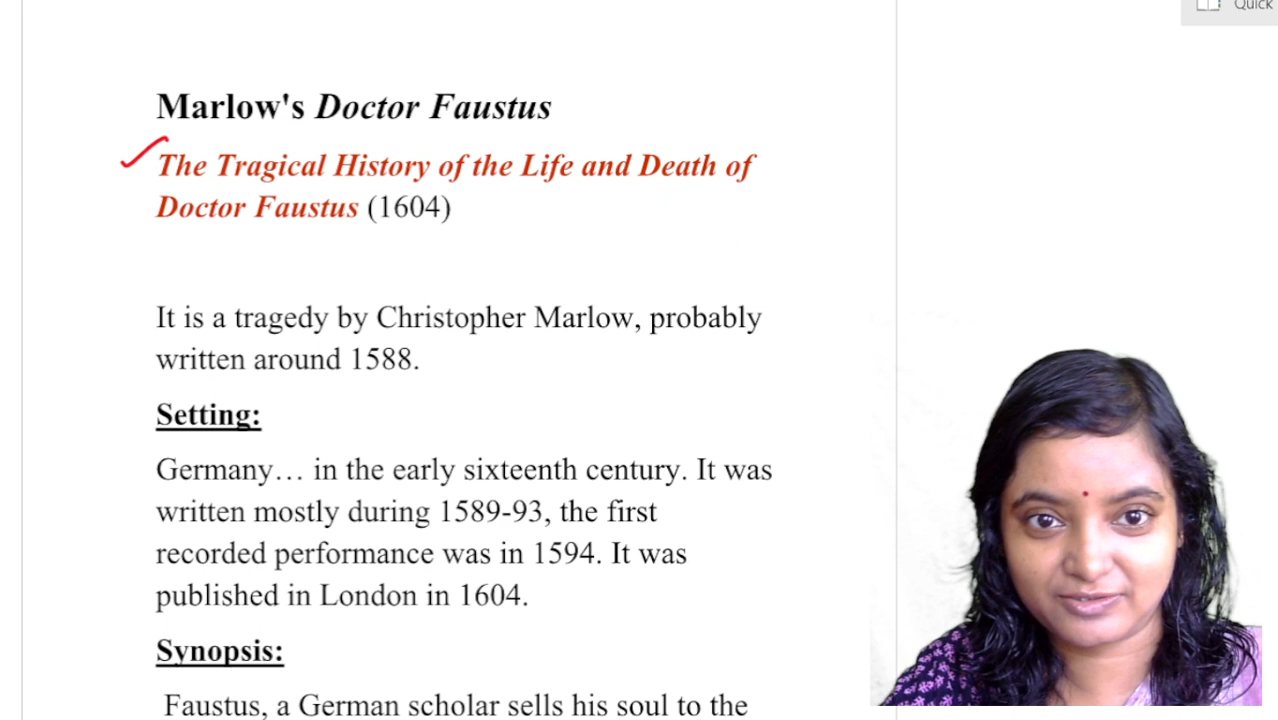 Quick
Marlow's Doctor Faustus
The Tragical History of the Life and Death of
Doctor Faustus (1604)
It is a tragedy by Christopher Marlow, probably
written around 1588.
Setting:
Germany… in the early sixteenth century. It was
written mostly during 1589-93, the first
recorded performance was in 1594. It was
published in London in 1604.
Synopsis:
Faustus, a German scholar sells his soul to the